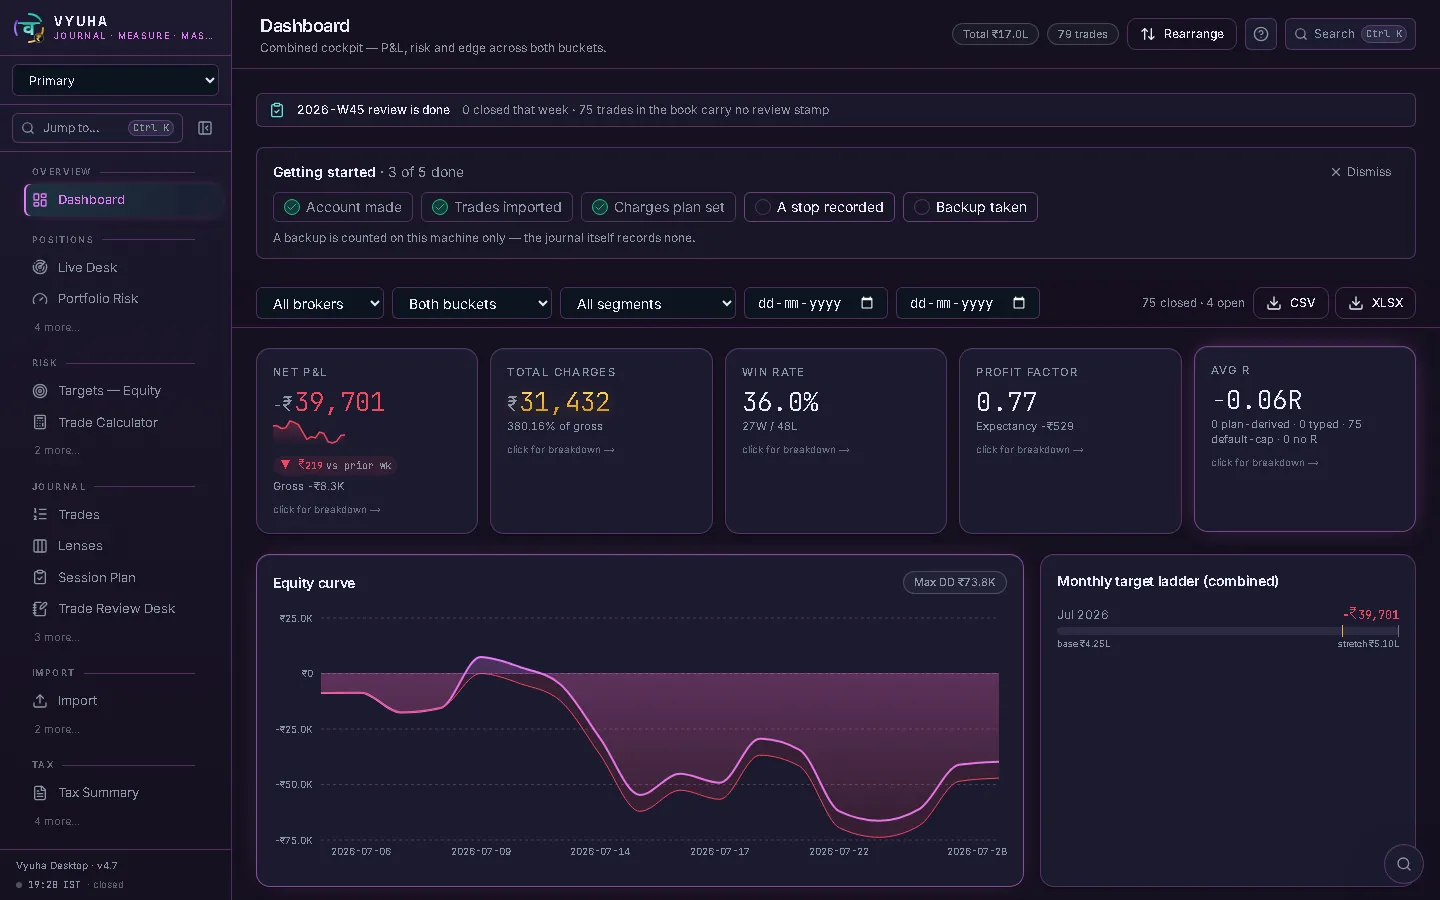 VYUHA
JOURNAL · MEASURE · MAS...
Primary
Jump to...
Ctrl K
OVERVIEW
Dashboard
POSITIONS
Live Desk
Portfolio Risk
4 more...
RISK
Targets — Equity
Trade Calculator
2 more...
JOURNAL
Trades
Lenses
Session Plan
Trade Review Desk
3 more...
IMPORT
Import
2 more...
TAX
Tax Summary
4 more...
Vyuha Desktop · v4.7
19:28 IST · closed
Dashboard
Combined cockpit — P&L, risk and edge across both buckets.
Total ₹17.0L
79 trades
Rearrange
Search
Ctrl K
2026-W45 review is done 0 closed that week · 75 trades in the book carry no review stamp
Getting started · 3 of 5 done
Dismiss
Account made
Trades imported
Charges plan set
A stop recorded
Backup taken
A backup is counted on this machine only — the journal itself records none.
All brokers
Both buckets
All segments
dd-mm-yyyy
dd-mm-yyyy
75 closed · 4 open
CSV
XLSX
NET P&L
-₹39,701
▼ ₹219 vs prior wk
Gross -₹8.3K
click for breakdown →
TOTAL CHARGES
₹31,432
380.16% of gross
click for breakdown →
WIN RATE
36.0%
27W / 48L
click for breakdown →
PROFIT FACTOR
0.77
Expectancy -₹529
click for breakdown →
AVG R
-0.06R
0 plan-derived · 0 typed · 75
default-cap · 0 no R
click for breakdown →
Equity curve
Max DD ₹73.8K
₹25.0K
₹0
-₹25.0K
-₹50.0K
-₹75.0K
2026-07-06
2026-07-09
2026-07-14
2026-07-17
2026-07-22
2026-07-28
Monthly target ladder (combined)
Jul 2026
-₹39,701
base ₹4.25L
stretch ₹5.10L